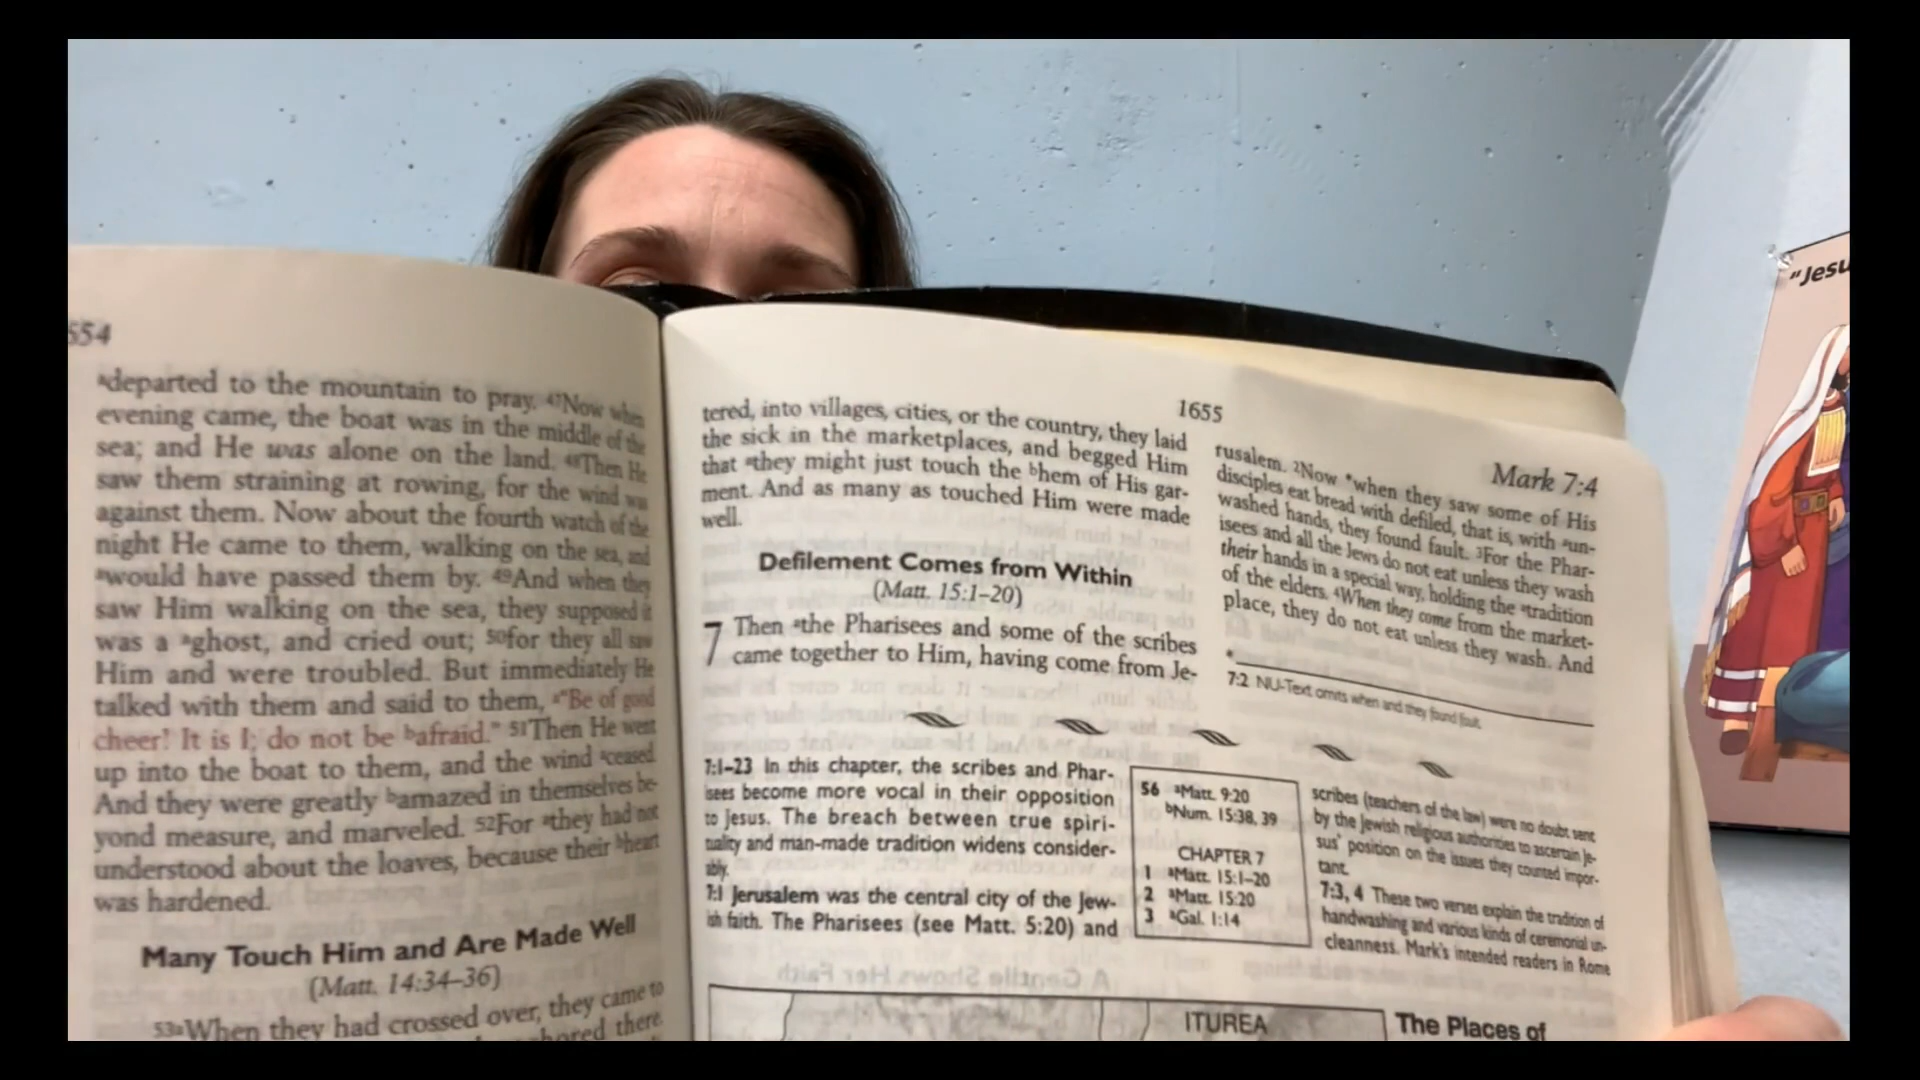 554
ᵃdeparted to the mountain to pray. ⁴⁷Now when
evening came, the boat was in the middle of the
sea; and He was alone on the land. ⁴⁸Then He
saw them straining at rowing, for the wind was
against them. Now about the fourth watch of the
night He came to them, walking on the sea, and
ᵃwould have passed them by. ⁴⁹And when they
saw Him walking on the sea, they supposed it
was a ᵃghost, and cried out; ⁵⁰for they all saw
Him and were troubled. But immediately He
talked with them and said to them, ᵃ“Be of good
cheer! It is I; do not be ᵇafraid.” ⁵¹Then He went
up into the boat to them, and the wind ᵃceased.
And they were greatly ᵇamazed in themselves be-
yond measure, and marveled. ⁵²For ᵃthey had not
understood about the loaves, because their ᵇheart
was hardened.
Many Touch Him and Are Made Well
(Matt. 14:34–36)
⁵³ᵃWhen they had crossed over, they came to
there.
1655
tered, into villages, cities, or the country, they laid
the sick in the marketplaces, and begged Him
that ᵃthey might just touch the ᵇhem of His gar-
ment. And as many as touched Him were made
well.
Defilement Comes from Within
(Matt. 15:1–20)
7 Then ᵃthe Pharisees and some of the scribes
came together to Him, having come from Je-
Mark 7:4
rusalem. ²Now *when they saw some of His
disciples eat bread with defiled, that is, with ᵃun-
washed hands, they found fault. ³For the Phar-
isees and all the Jews do not eat unless they wash
their hands in a special way, holding the ᵃtradition
of the elders. ⁴When they come from the market-
place, they do not eat unless they wash. And
*
7:2 NU-Text omits when and they found fault.
7:1–23 In this chapter, the scribes and Phar-
isees become more vocal in their opposition
to Jesus. The breach between true spiri-
tuality and man-made tradition widens consider-
ably.
7:1 Jerusalem was the central city of the Jew-
ish faith. The Pharisees (see Matt. 5:20) and
56 ᵃMatt. 9:20
ᵇNum. 15:38, 39
CHAPTER 7
1 ᵃMatt. 15:1–20
2 ᵃMatt. 15:20
3 ᵃGal. 1:14
scribes (teachers of the law) were no doubt sent
by the Jewish religious authorities to ascertain Je-
sus’ position on the issues they counted impor-
tant.
7:3, 4 These two verses explain the tradition of
handwashing and various kinds of ceremonial un-
cleanness. Mark’s intended readers in Rome
ITUREA
The Places of
“Jesu